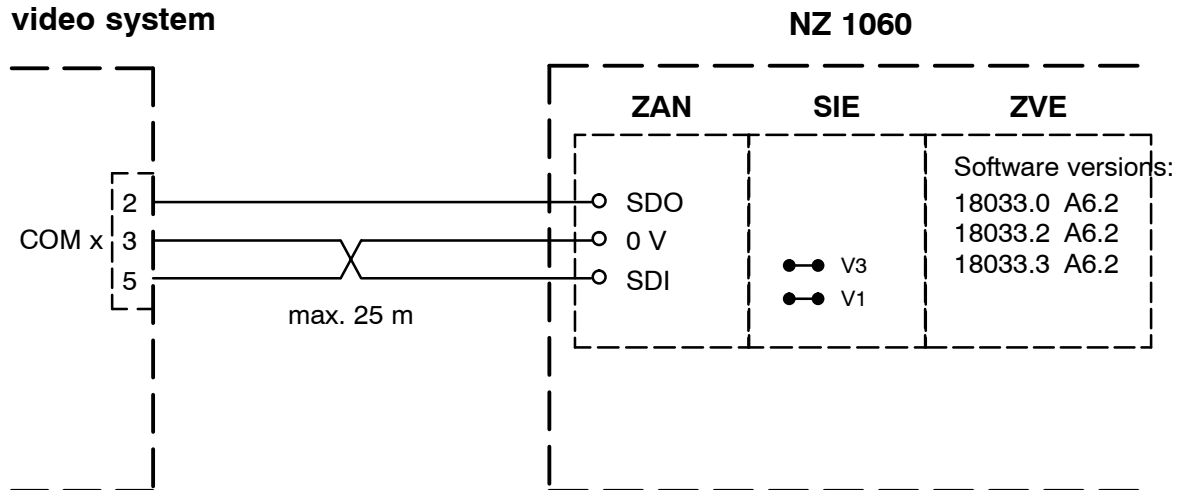 video system
NZ 1060
ZAN
SIE
ZVE
Software versions:
18033.0 A6.2
18033.2 A6.2
18033.3 A6.2
COM x
2
3
5
SDO
0 V
SDI
V3
V1
max. 25 m